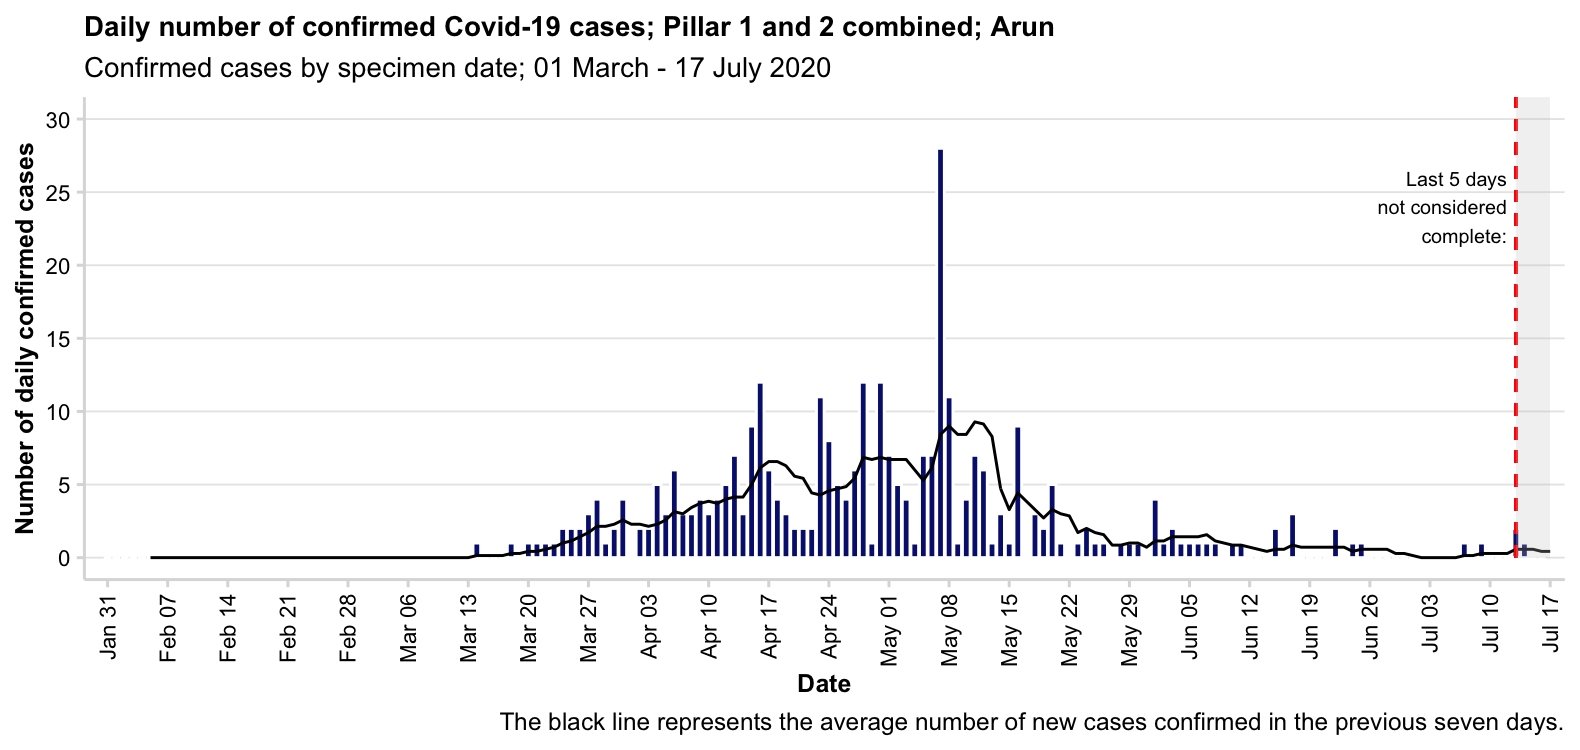 Daily number of confirmed Covid-19 cases; Pillar 1 and 2 combined; Arun
Confirmed cases by specimen date; 01 March - 17 July 2020
Number of daily confirmed cases
30
25
20
15
10
5
0
Last 5 days
not considered
complete:
Jan 31
Feb 07
Feb 14
Feb 21
Feb 28
Mar 06
Mar 13
Mar 20
Mar 27
Apr 03
Apr 10
Apr 17
Apr 24
May 01
May 08
May 15
May 22
May 29
Jun 05
Jun 12
Jun 19
Jun 26
Jul 03
Jul 10
Jul 17
Date
The black line represents the average number of new cases confirmed in the previous seven days.